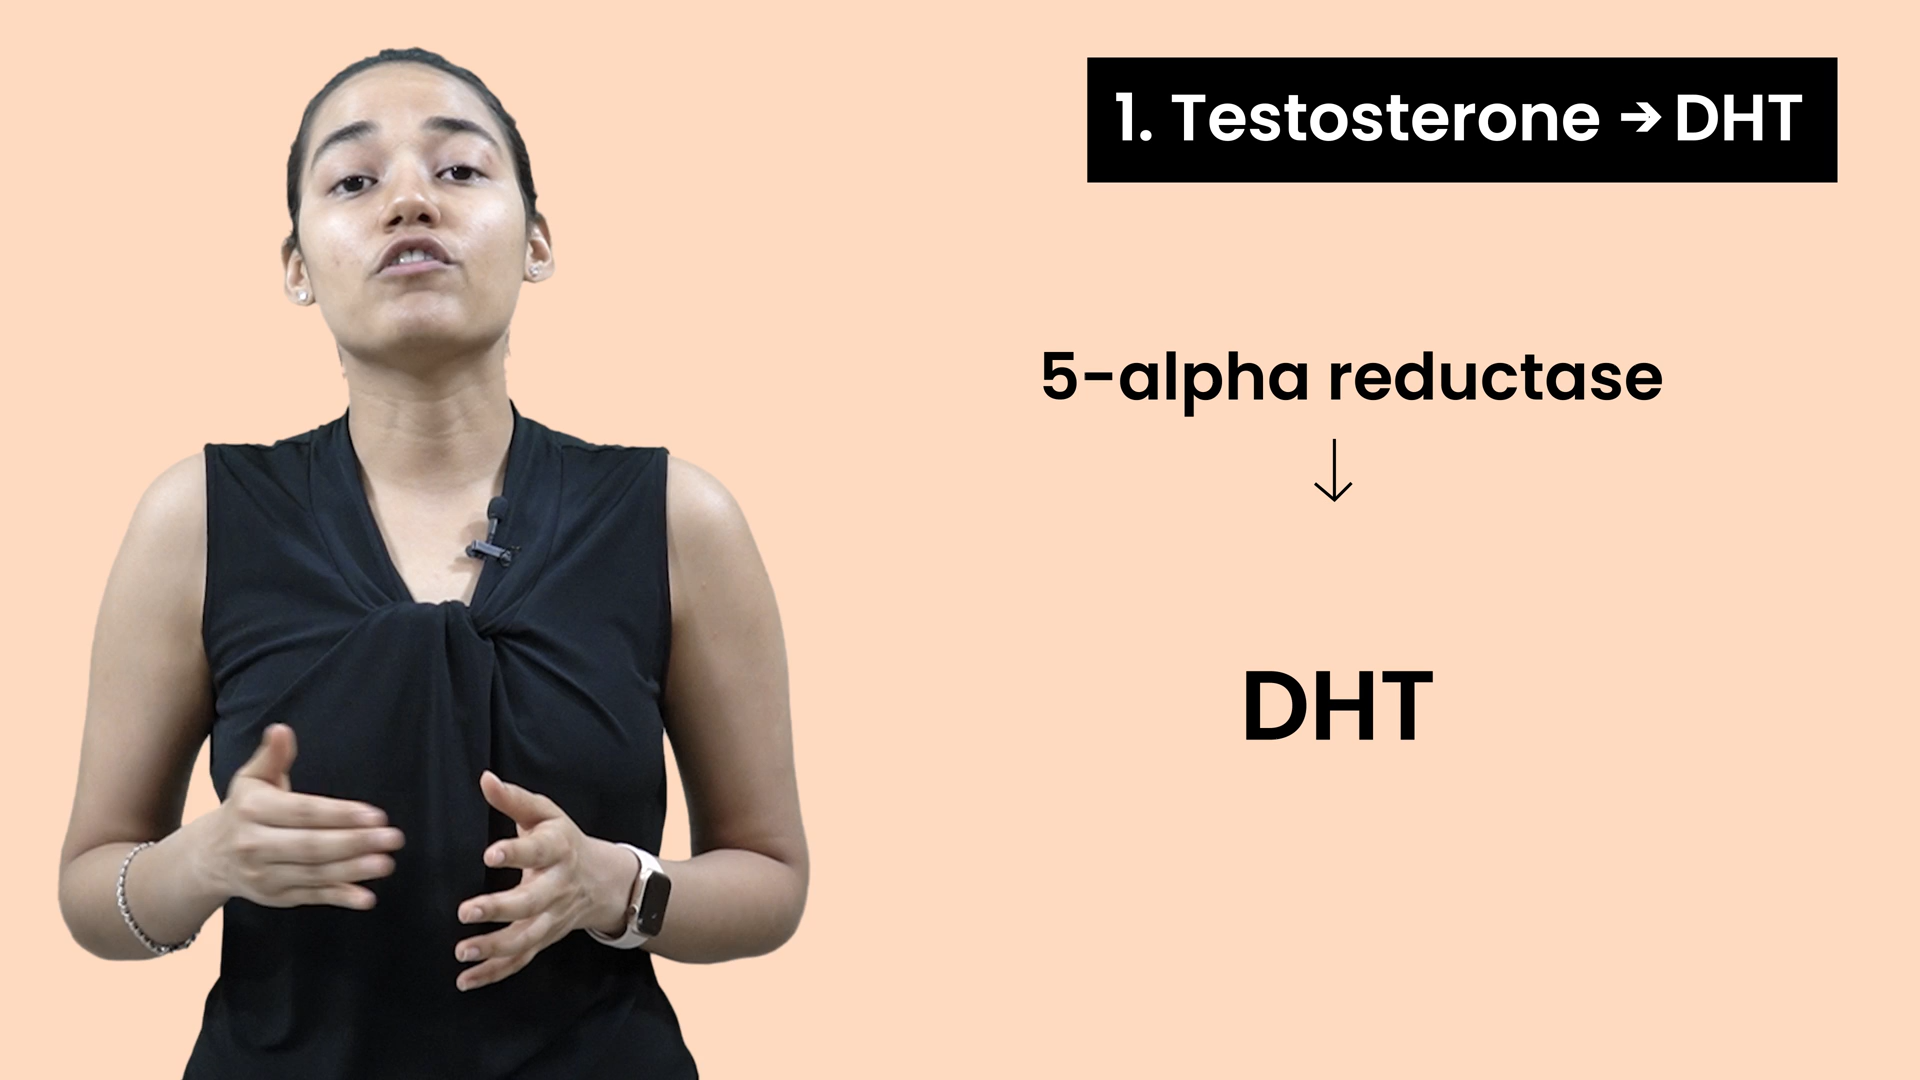 1. Testosterone → DHT
5-alpha reductase
↓
DHT